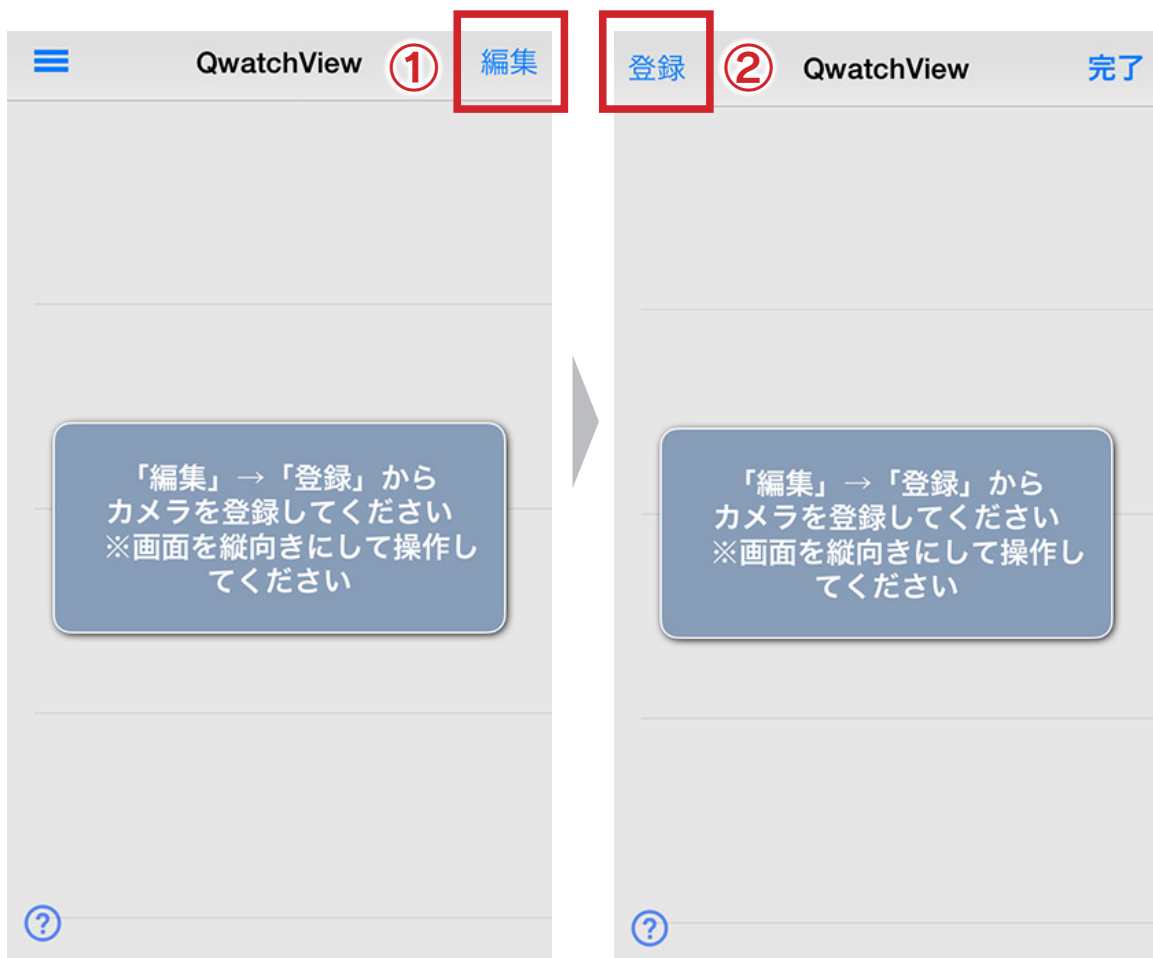 QwatchView
①
編集
「編集」→「登録」から
カメラを登録してください
※画面を縦向きにして操作し
てください
?
登録
②
QwatchView
完了
「編集」→「登録」から
カメラを登録してください
※画面を縦向きにして操作し
てください
?